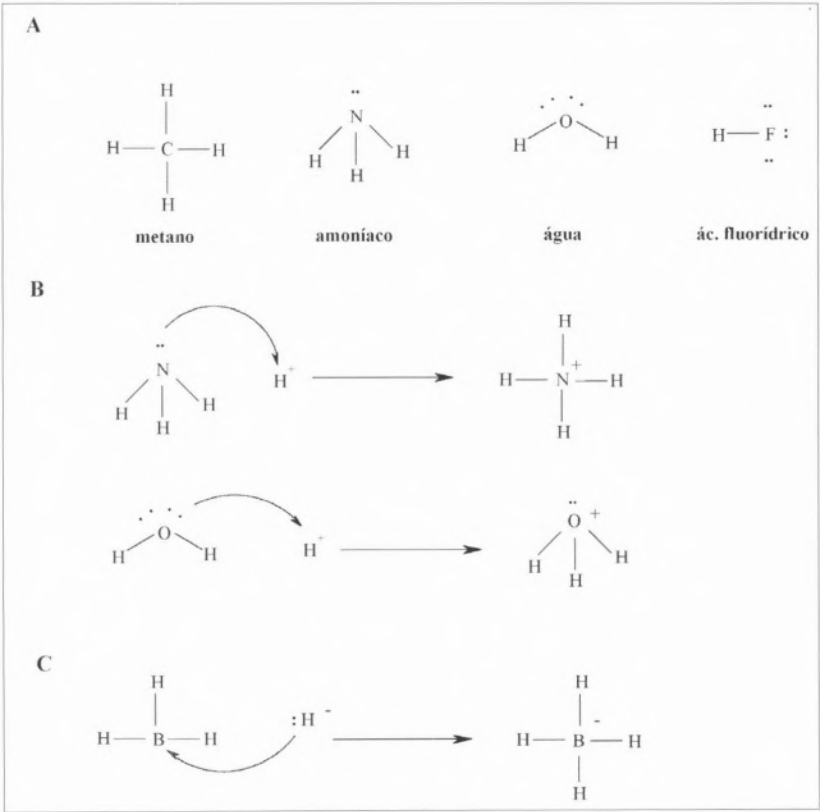 A
H
H C H
H
metano
N
H H H
amoníaco
O
H H
água
H F :
ác. fluorídrico
B
N
H H H
H+
H
H N+ H
H
O
H H
H+
O +
H H H
C
H
H B H
:H -
H
H B - H
H